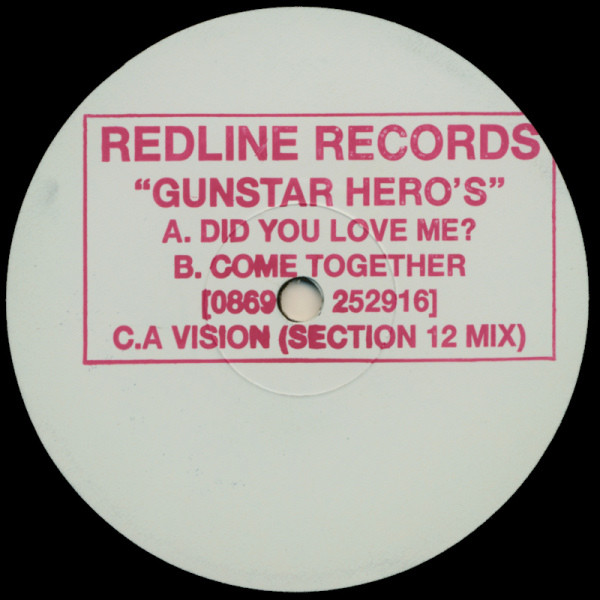 REDLINE RECORDS
“GUNSTAR HERO’S”
A. DID YOU LOVE ME?
B. COME TOGETHER
[0869 252916]
C.A VISION (SECTION 12 MIX)